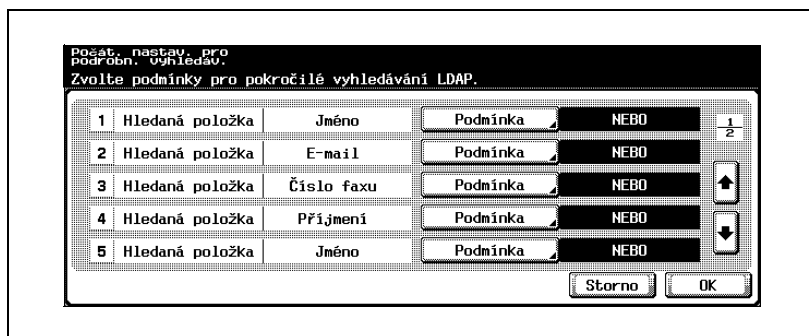 Počát. nastav. pro
podrobn. vyhledáv.
Zvolte podmínky pro pokročilé vyhledávání LDAP.
1 Hledaná položka Jméno Podmínka NEBO
1
2
2 Hledaná položka E-mail Podmínka NEBO
3 Hledaná položka Číslo faxu Podmínka NEBO
4 Hledaná položka Příjmení Podmínka NEBO
5 Hledaná položka Jméno Podmínka NEBO
Storno OK